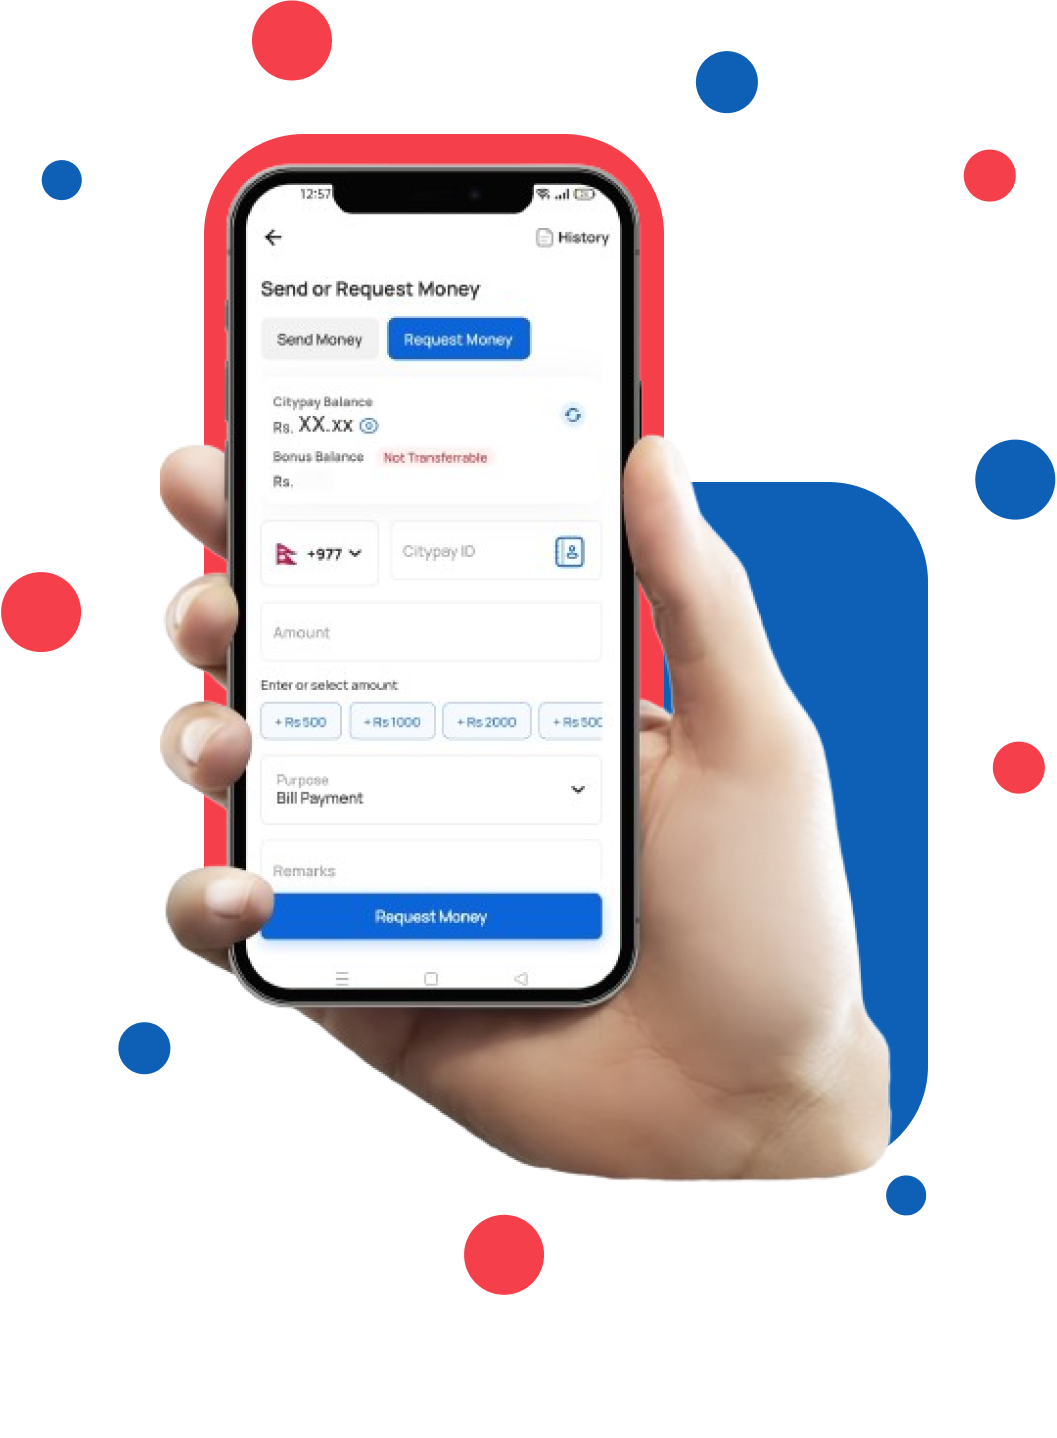 12:57
History
Send or Request Money
Send Money
Request Money
Citypay Balance
Rs. XX.xx
Bonus Balance Not Transferrable
Rs.
+977
Citypay ID
Amount
Enter or select amount
+ Rs 500
+ Rs 1000
+ Rs 2000
+ Rs 500
Purpose
Bill Payment
Remarks
Request Money